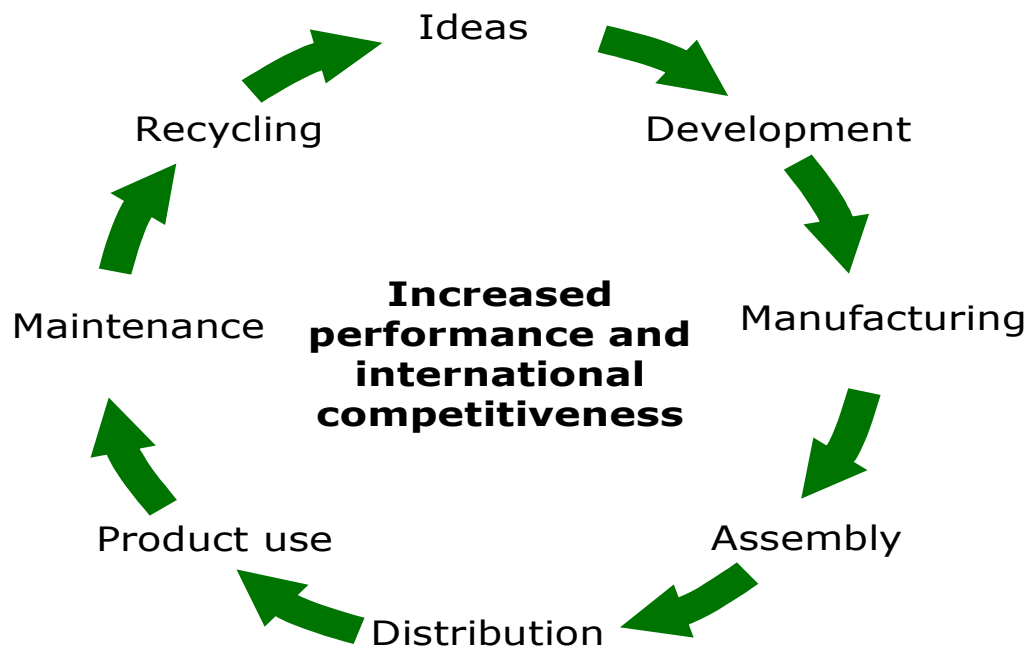 Ideas
Development
Manufacturing
Assembly
Distribution
Product use
Maintenance
Recycling
Increased
performance and
international
competitiveness